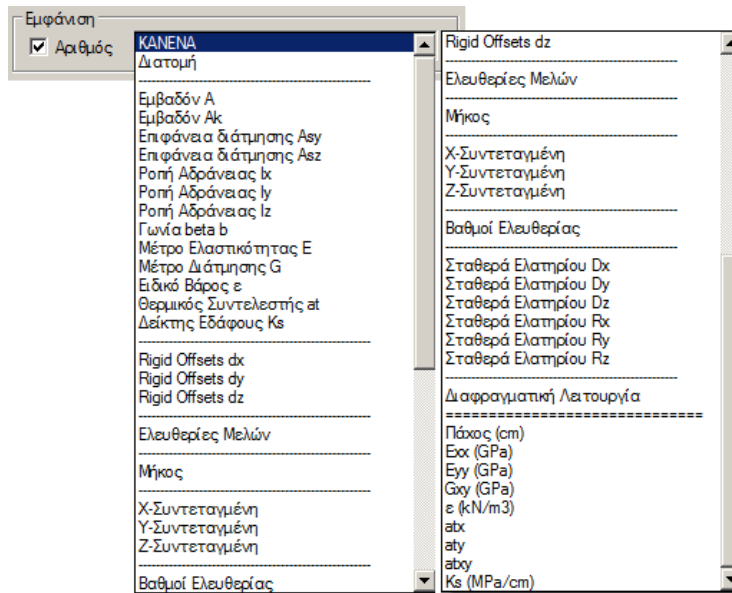 Εμφάνιση
Αριθμός
ΚΑΝΕΝΑ
Διατομή
Εμβαδόν A
Εμβαδόν Ak
Επιφάνεια διάτμησης Asy
Επιφάνεια διάτμησης Asz
Ροπή Αδράνειας Ix
Ροπή Αδράνειας Iy
Ροπή Αδράνειας Iz
Γωνία beta b
Μέτρο Ελαστικότητας E
Μέτρο Διάτμησης G
Ειδικό Βάρος ε
Θερμικός Συντελεστής at
Δείκτης Εδάφους Ks
Rigid Offsets dx
Rigid Offsets dy
Rigid Offsets dz
Ελευθερίες Μελών
Μήκος
X-Συντεταγμένη
Y-Συντεταγμένη
Z-Συντεταγμένη
Βαθμοί Ελευθερίας
Rigid Offsets dz
Ελευθερίες Μελών
Μήκος
X-Συντεταγμένη
Y-Συντεταγμένη
Z-Συντεταγμένη
Βαθμοί Ελευθερίας
Σταθερά Ελατηρίου Dx
Σταθερά Ελατηρίου Dy
Σταθερά Ελατηρίου Dz
Σταθερά Ελατηρίου Rx
Σταθερά Ελατηρίου Ry
Σταθερά Ελατηρίου Rz
Διαφραγματική Λειτουργία
==============================
Πάχος (cm)
Exx (GPa)
Eyy (GPa)
Gxy (GPa)
ε (kN/m3)
atx
aty
atxy
Ks (MPa/cm)